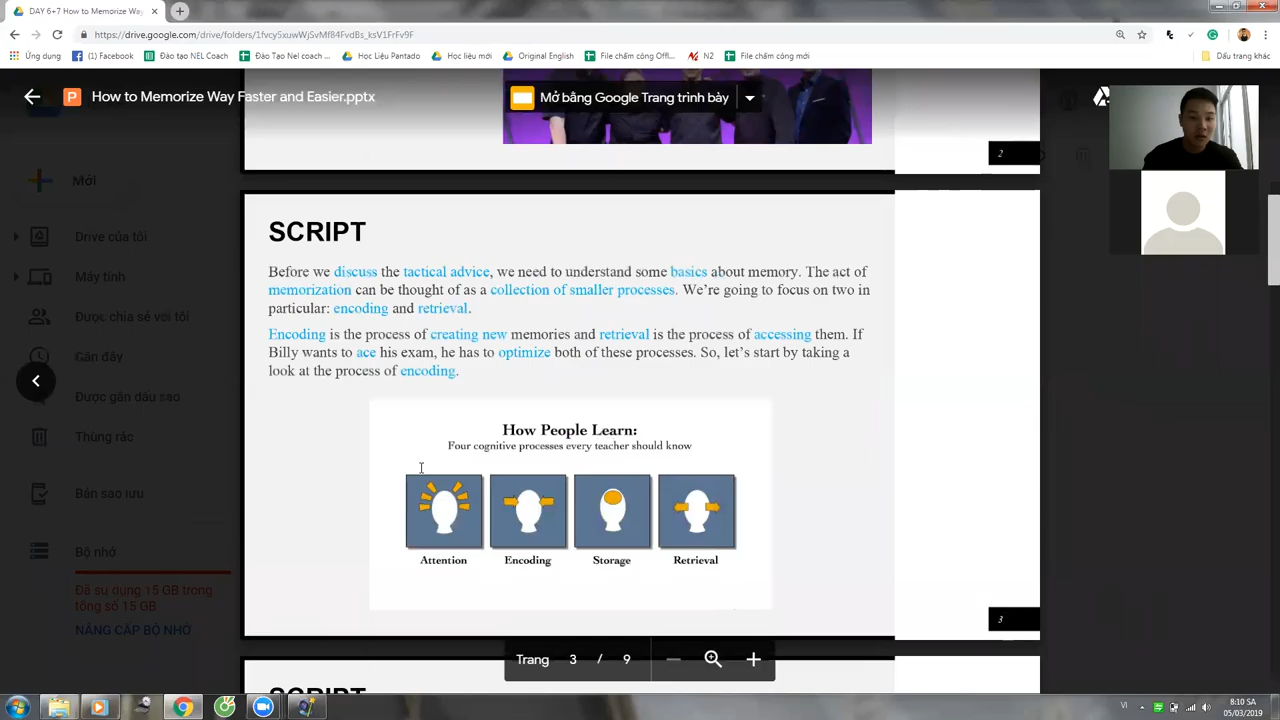 DAY 6+7 How to Memorize Way
https://drive.google.com/drive/folders/1fvcy5xuwWjSvMf84FvdBs_ksV1FrFv9F
Ứng dụng
(1) Facebook
Đào tạo NEL Coach
Đào Tạo Nel coach ...
Học Liệu Pantado
Học liệu mới
Original English
File chấm công Offl...
N2
File chấm công mới
Dấu trang khác
How to Memorize Way Faster and Easier.pptx
Mở bằng Google Trang trình bày
2
Mới
Drive của tôi
Máy tính
Được chia sẻ với tôi
Gần đây
Được gắn dấu sao
Thùng rác
Bản sao lưu
Bộ nhớ
Đã sử dụng 15 GB trong
tổng số 15 GB
NÂNG CẤP BỘ NHỚ
SCRIPT
Before we discuss the tactical advice, we need to understand some basics about memory. The act of
memorization can be thought of as a collection of smaller processes. We're going to focus on two in
particular: encoding and retrieval.
Encoding is the process of creating new memories and retrieval is the process of accessing them. If
Billy wants to ace his exam, he has to optimize both of these processes. So, let's start by taking a
look at the process of encoding.
How People Learn:
Four cognitive processes every teacher should know
Attention
Encoding
Storage
Retrieval
3
Trang 3 / 9
SCRIPT
VI
8:10 SA
05/03/2019